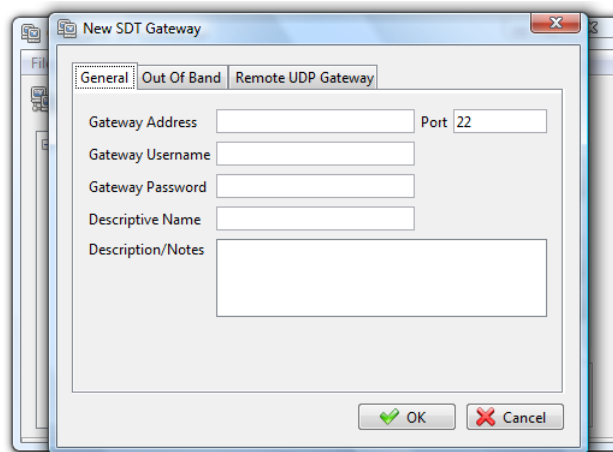 New SDT Gateway
General Out Of Band Remote UDP Gateway
Gateway Address Port 22
Gateway Username
Gateway Password
Descriptive Name
Description/Notes
OK Cancel